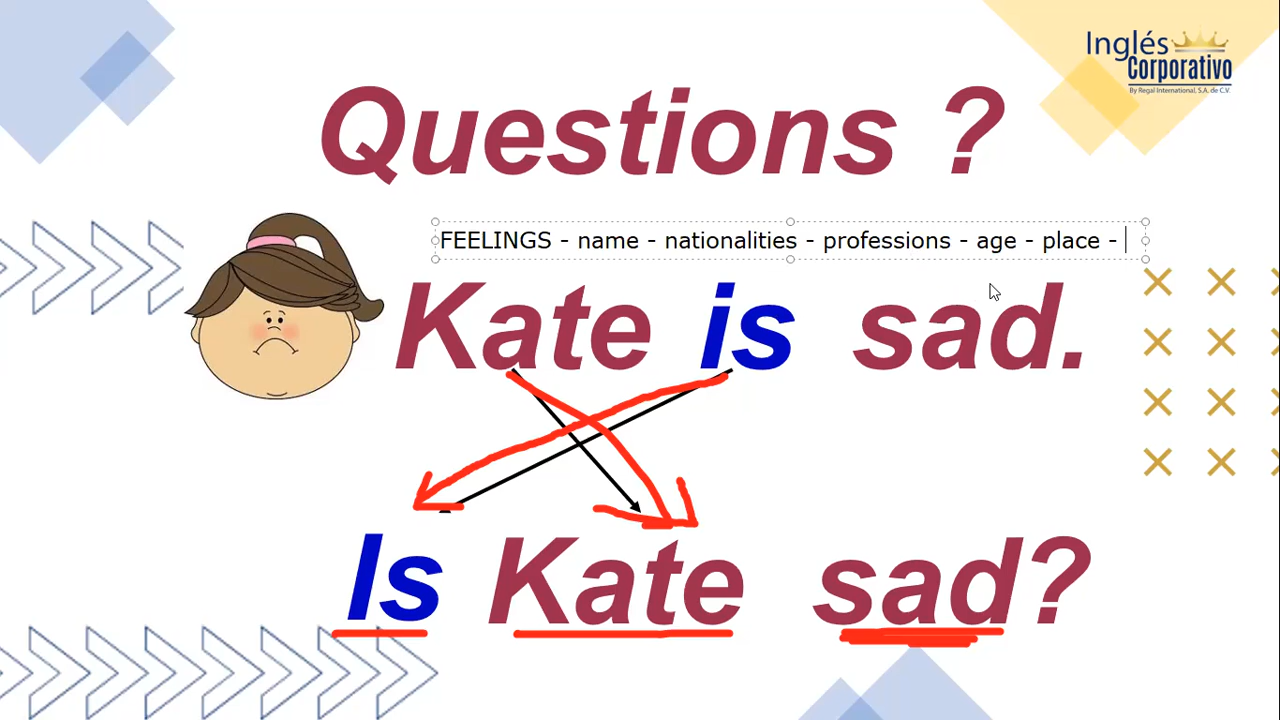 Inglés
Corporativo
By Regal International, S.A. de C.V.
Questions ?
FEELINGS - name - nationalities - professions - age - place -
Kate is sad.
Is Kate sad?